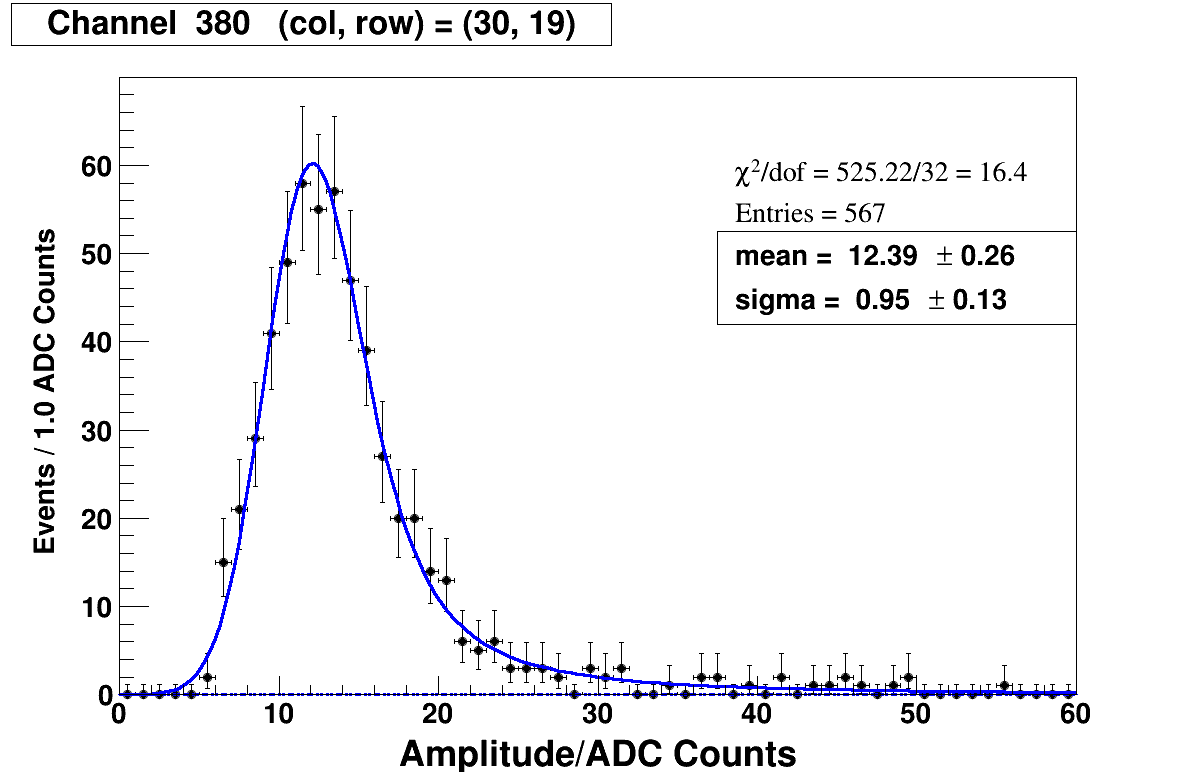 Channel 380 (col, row) = (30, 19)
χ²/dof = 525.22/32 = 16.4
Entries = 567
mean = 12.39 ± 0.26
sigma = 0.95 ± 0.13
Events / 1.0 ADC Counts
60
50
40
30
20
10
0
0 10 20 30 40 50 60
Amplitude/ADC Counts